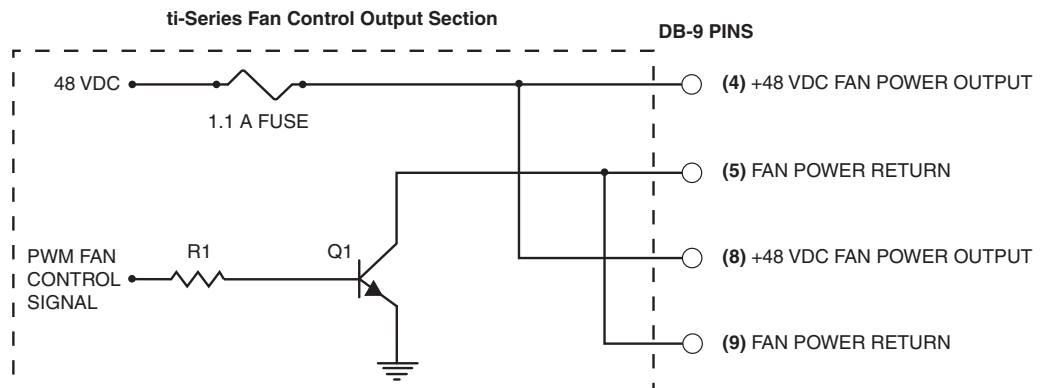 ti-Series Fan Control Output Section
DB-9 PINS
48 VDC
1.1 A FUSE
(4) +48 VDC FAN POWER OUTPUT
(5) FAN POWER RETURN
PWM FAN
CONTROL
SIGNAL
R1
Q1
(8) +48 VDC FAN POWER OUTPUT
(9) FAN POWER RETURN